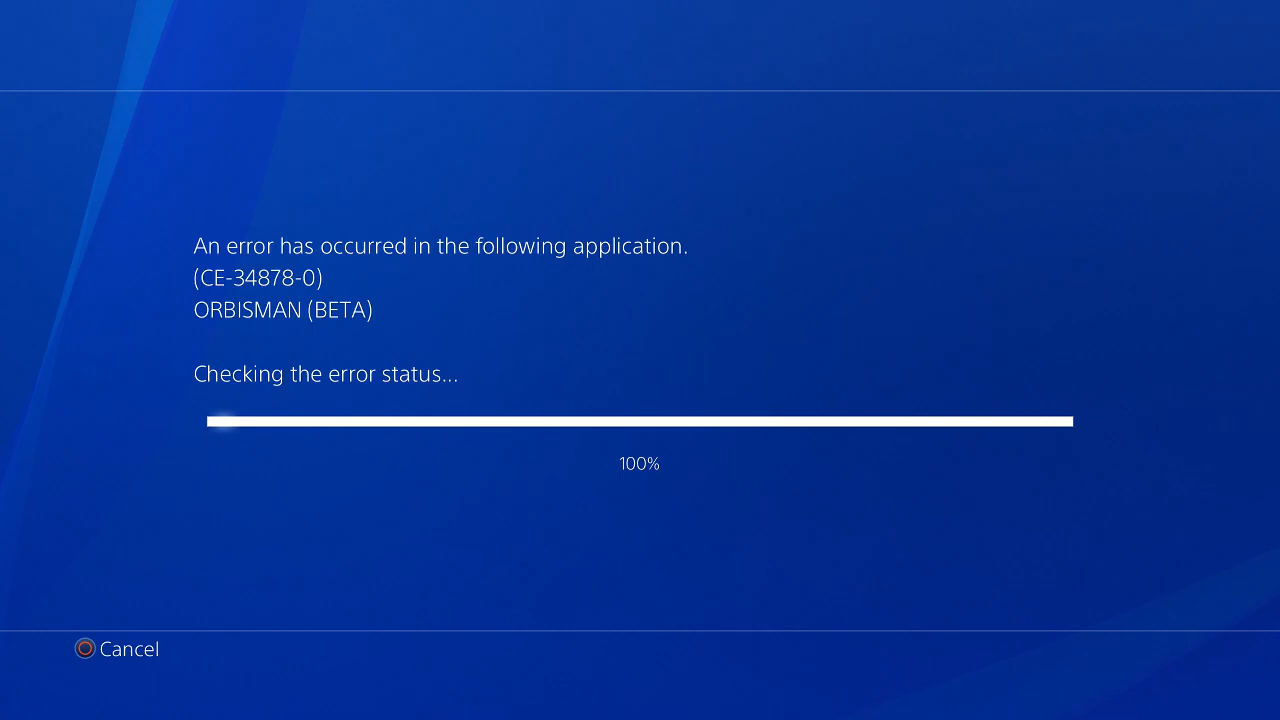 An error has occurred in the following application.
(CE-34878-0)
ORBISMAN (BETA)
Checking the error status...
100%
Cancel